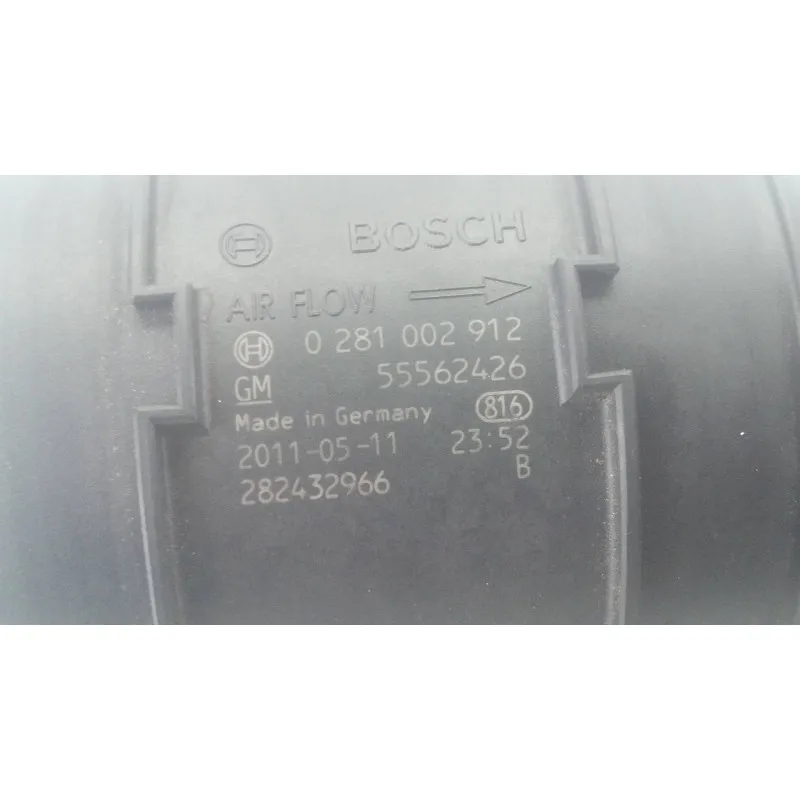 BOSCH
AIR FLOW
0 281 002 912
GM 55562426
Made in Germany 816
2011-05-11 23:52
B
282432966